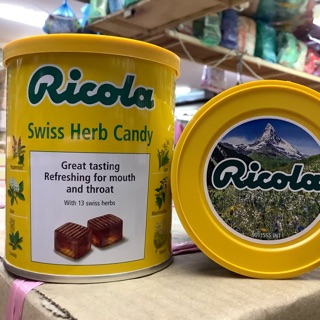 Ricola
Swiss Herb Candy
Great tasting
Refreshing for mouth
and throat
With 13 swiss herbs
Ricola